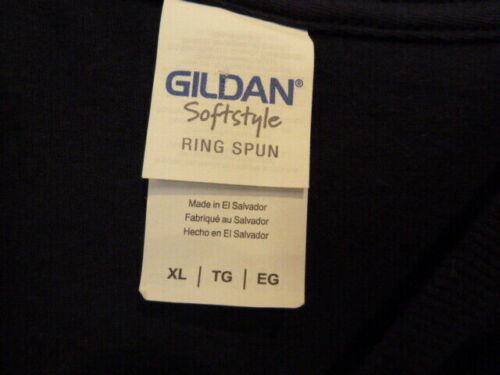 GILDAN®
Softstyle
RING SPUN
Made in El Salvador
Fabriqué au Salvador
Hecho en El Salvador
XL | TG | EG